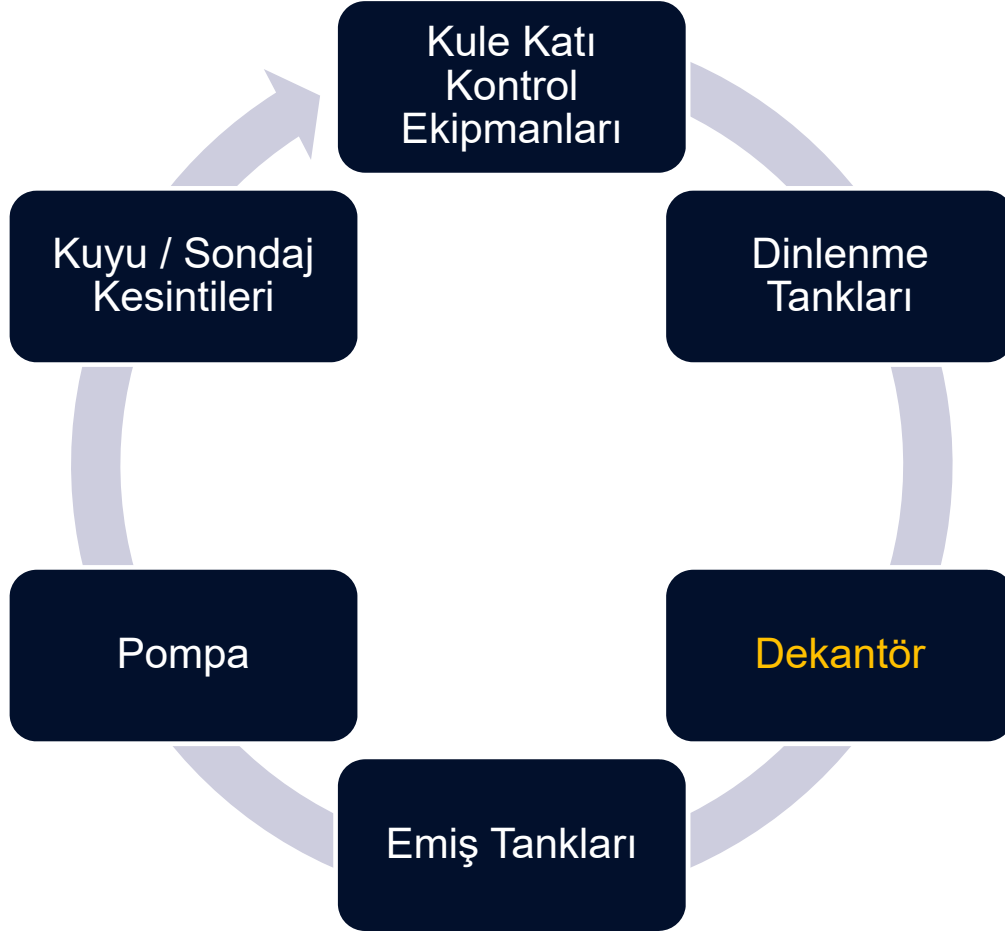 Kule Katı
Kontrol
Ekipmanları
Dinlenme
Tankları
Dekantör
Emiş Tankları
Pompa
Kuyu / Sondaj
Kesintileri